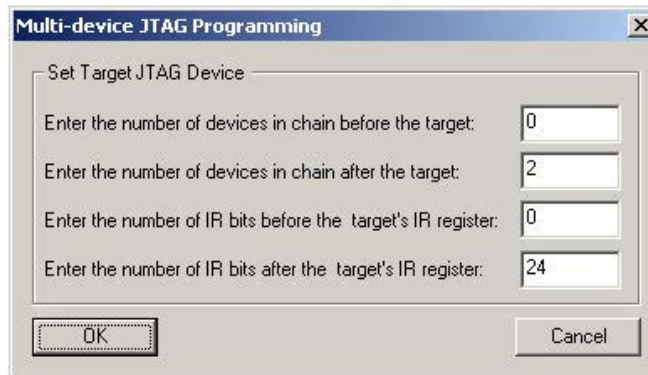 Multi-device JTAG Programming
Set Target JTAG Device
Enter the number of devices in chain before the target: 0
Enter the number of devices in chain after the target: 2
Enter the number of IR bits before the target's IR register: 0
Enter the number of IR bits after the target's IR register: 24
OK Cancel